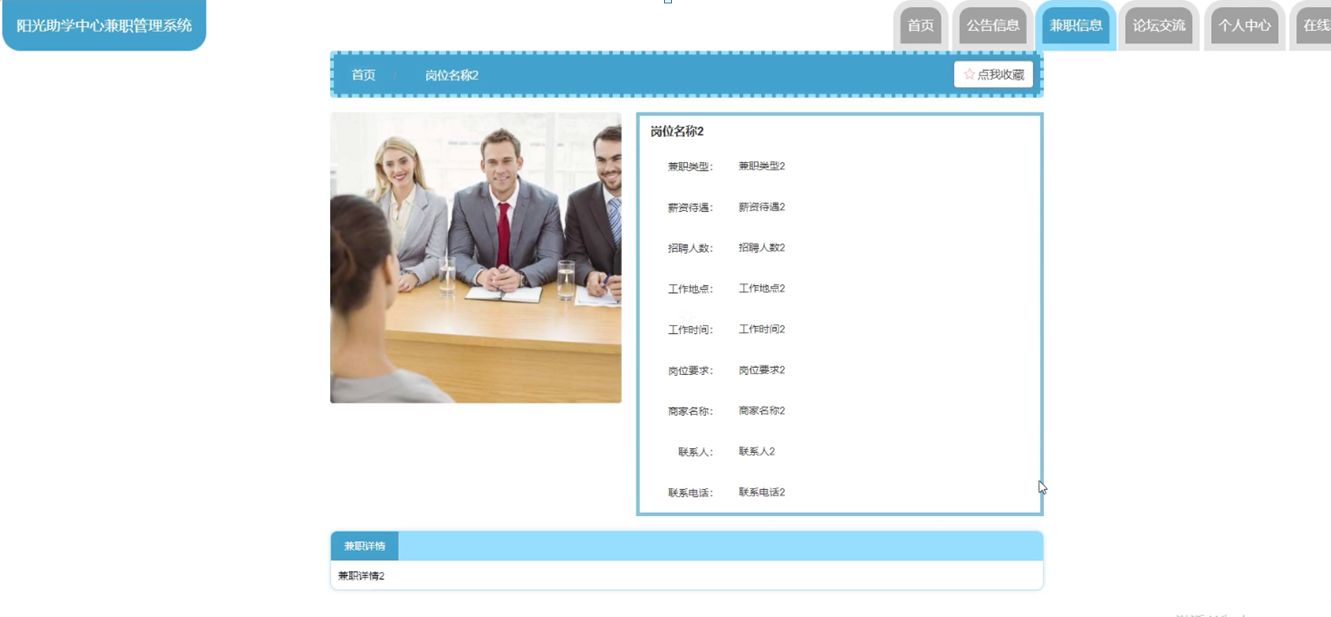 阳光助学中心兼职管理系统
首页 公告信息 兼职信息 论坛交流 个人中心 在线
首页 岗位名称2 点我收藏
岗位名称2
兼职类型： 兼职类型2
薪资待遇： 薪资待遇2
招聘人数： 招聘人数2
工作地点： 工作地点2
工作时间： 工作时间2
岗位要求： 岗位要求2
商家名称： 商家名称2
联系人： 联系人2
联系电话： 联系电话2
兼职详情
兼职详情2